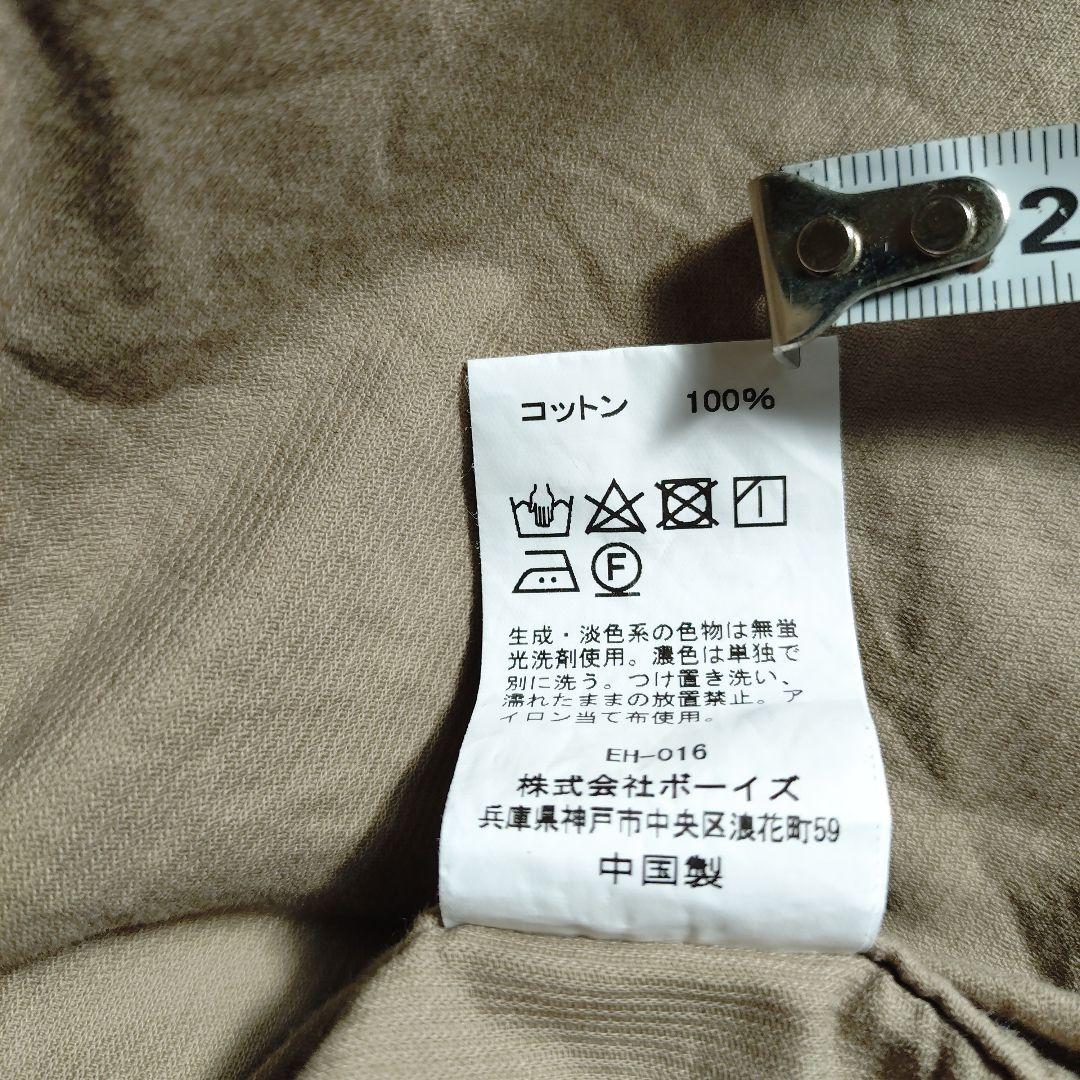 2
コットン 100%
F
生成・淡色系の色物は無蛍
光洗剤使用。濃色は単独で
別に洗う。つけ置き洗い、
濡れたままの放置禁止。ア
イロン当て布使用。
EH-016
株式会社ボーイズ
兵庫県神戸市中央区浪花町59
中国製